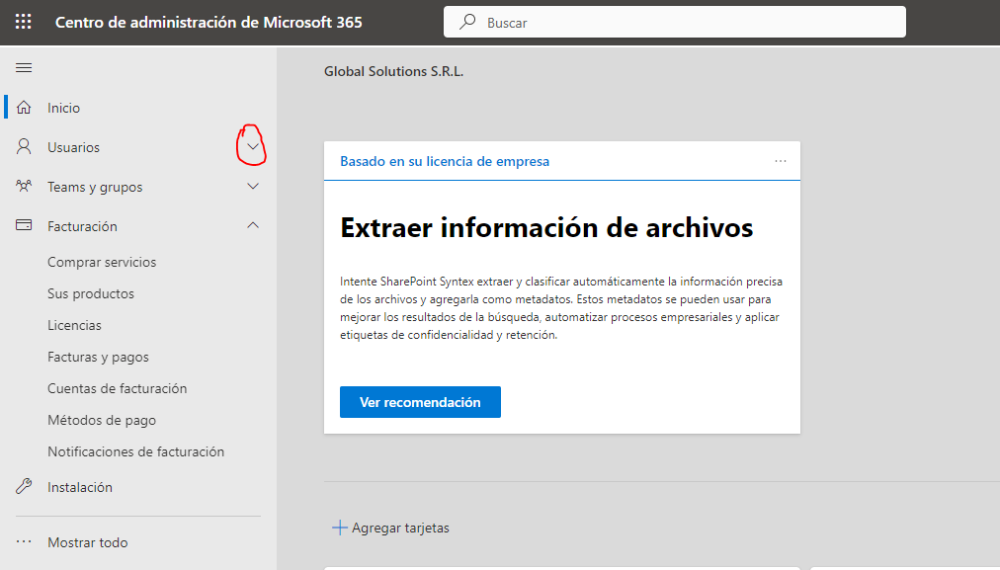 Centro de administración de Microsoft 365
Buscar
Inicio
Usuarios
Teams y grupos
Facturación
Comprar servicios
Sus productos
Licencias
Facturas y pagos
Cuentas de facturación
Métodos de pago
Notificaciones de facturación
Instalación
Mostrar todo
Global Solutions S.R.L.
Basado en su licencia de empresa
Extraer información de archivos
Intente SharePoint Syntex extraer y clasificar automáticamente la información precisa
de los archivos y agregarla como metadatos. Estos metadatos se pueden usar para
mejorar los resultados de la búsqueda, automatizar procesos empresariales y aplicar
etiquetas de confidencialidad y retención.
Ver recomendación
Agregar tarjetas